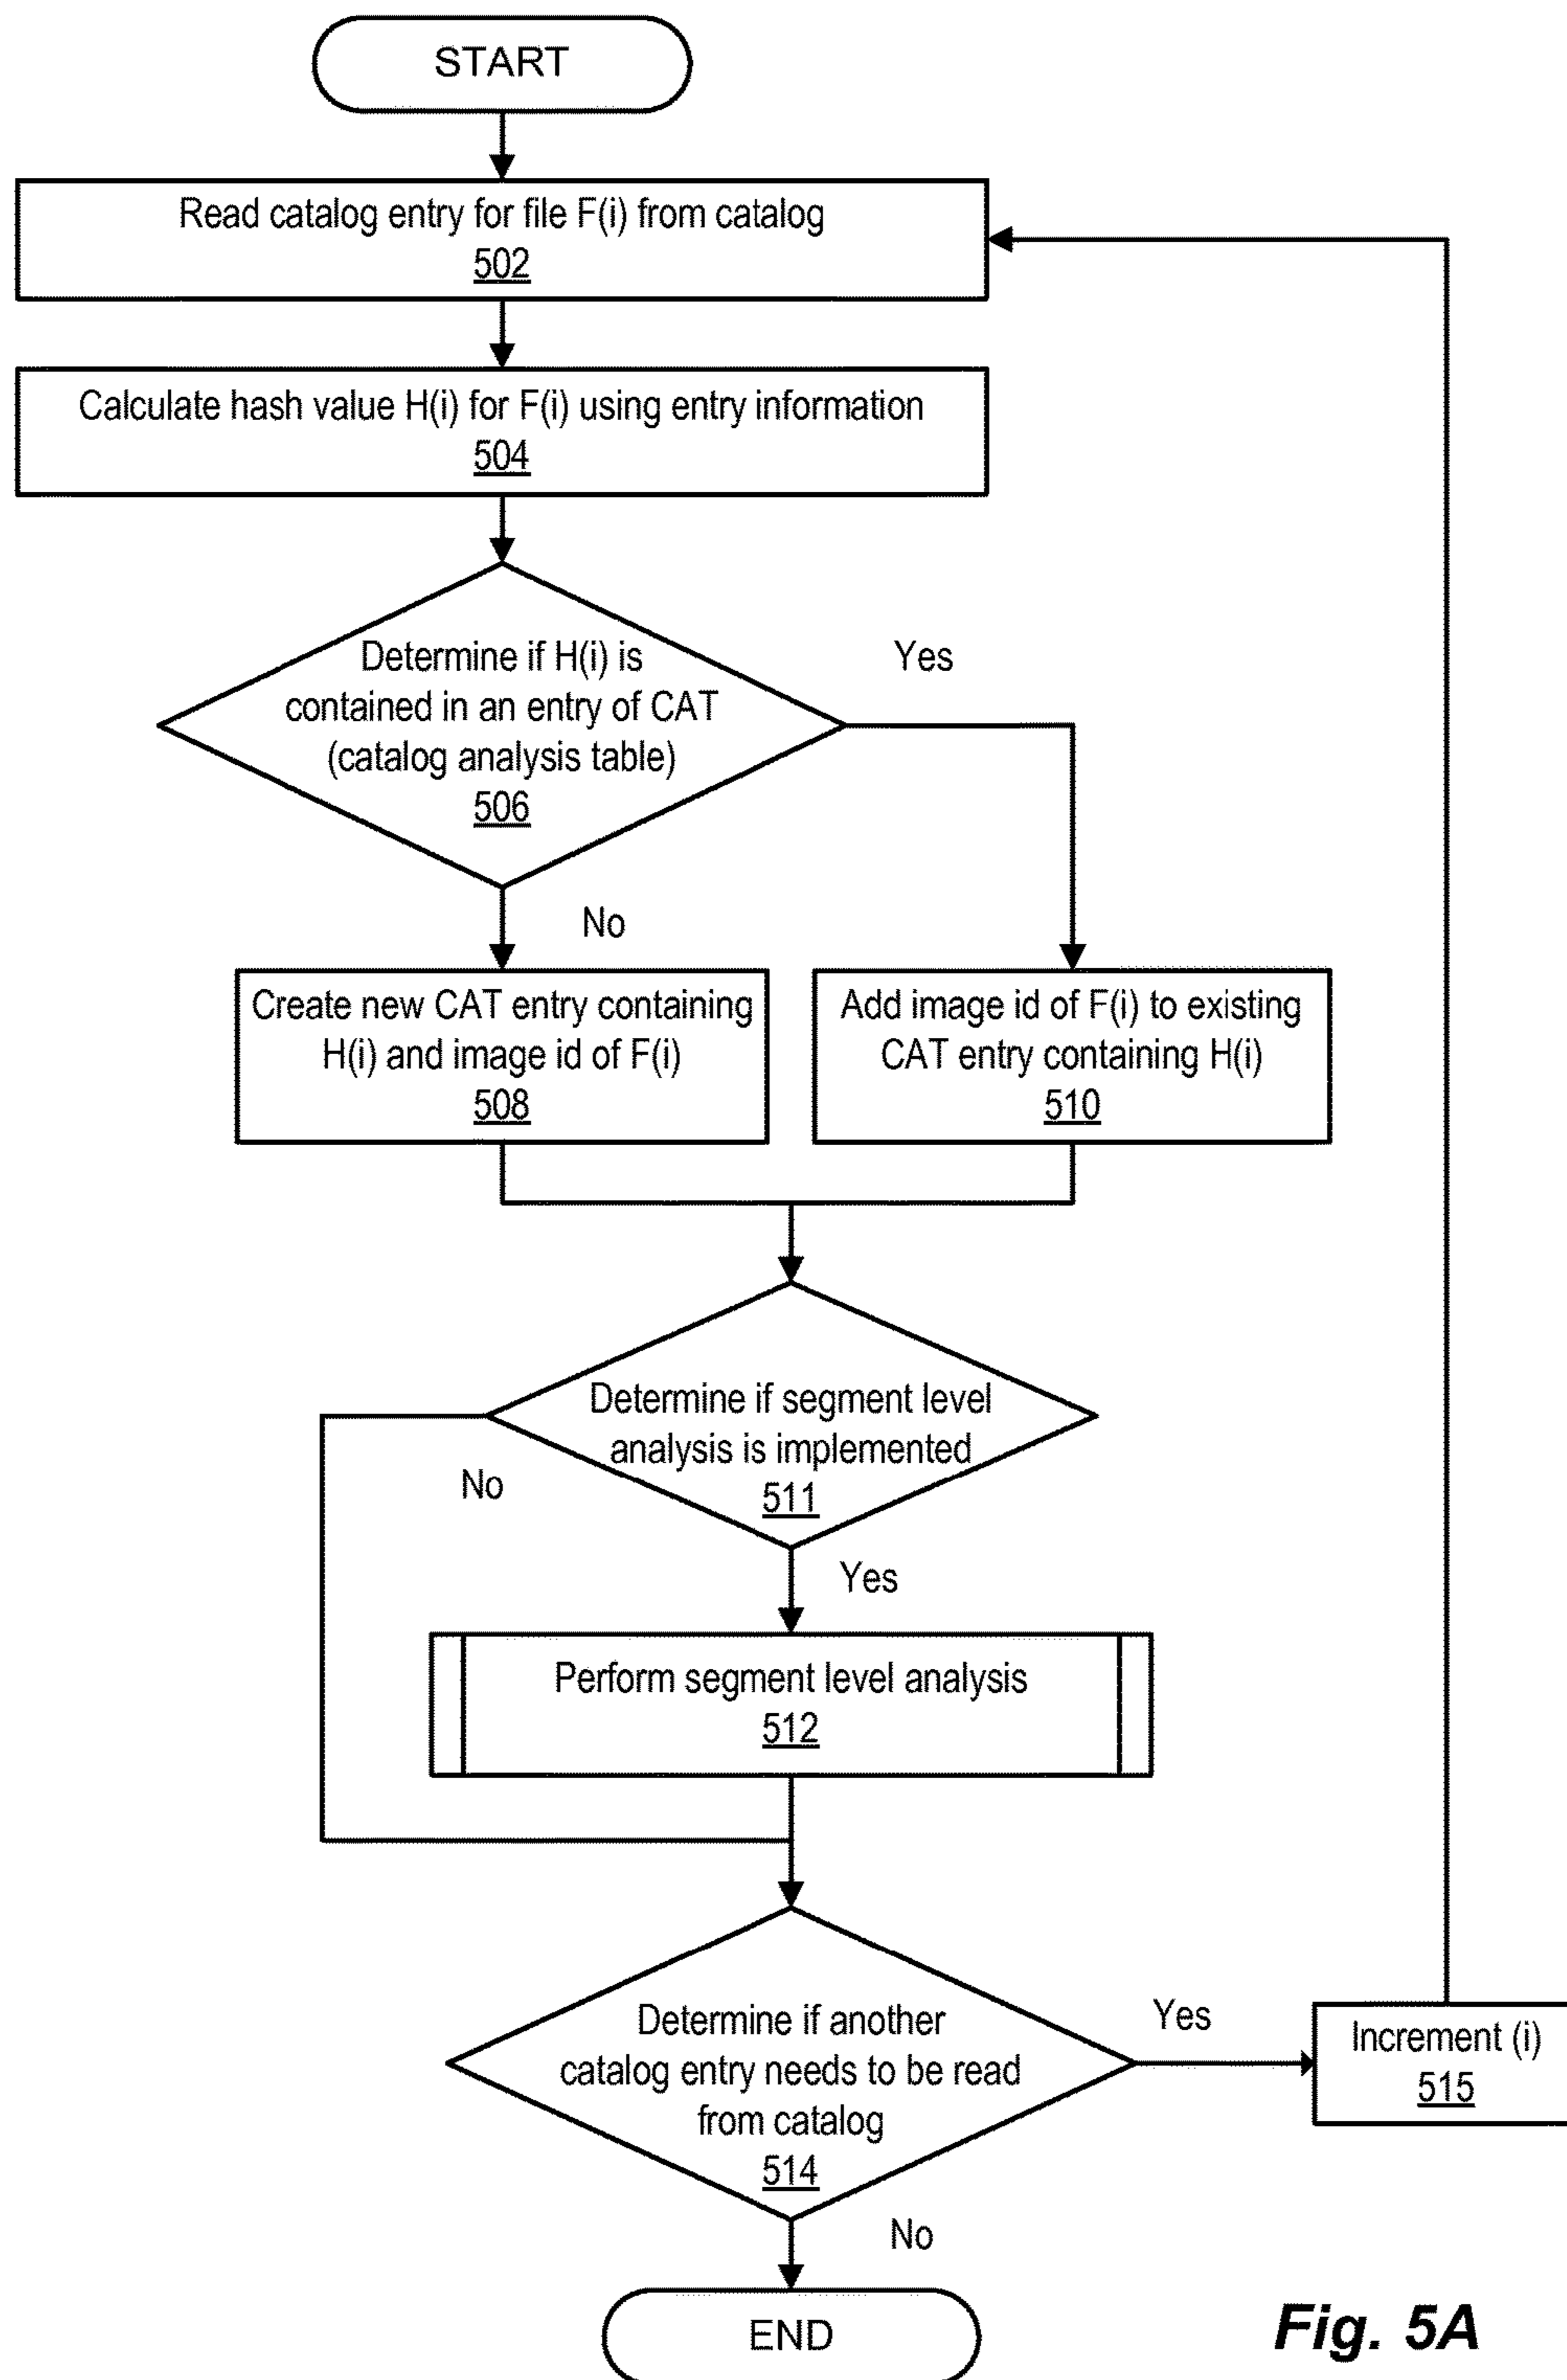 START
Read catalog entry for file F(i) from catalog
502
Calculate hash value H(i) for F(i) using entry information
504
Determine if H(i) is
contained in an entry of CAT
(catalog analysis table)
506
Yes
No
Create new CAT entry containing
H(i) and image id of F(i)
508
Add image id of F(i) to existing
CAT entry containing H(i)
510
Determine if segment level
analysis is implemented
511
No
Yes
Perform segment level analysis
512
Determine if another
catalog entry needs to be read
from catalog
514
Yes
Increment (i)
515
No
END
Fig. 5A